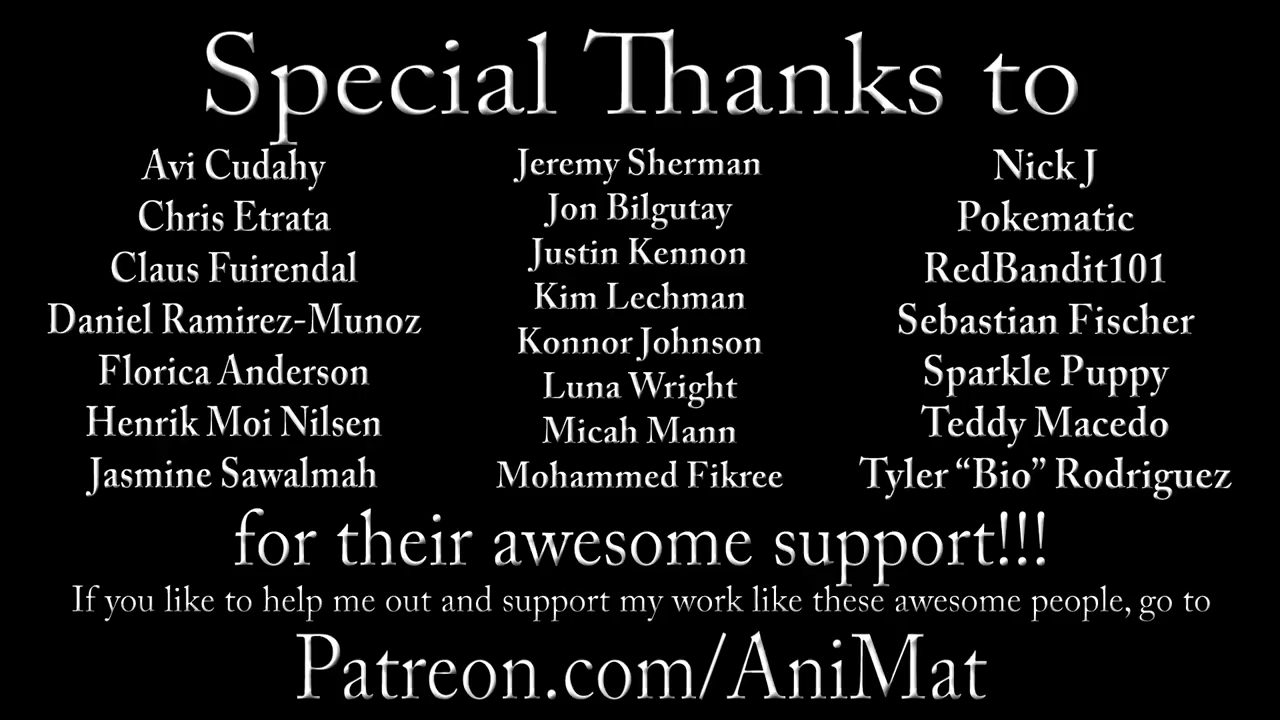 Special Thanks to
Avi Cudahy
Chris Etrata
Claus Fuirendal
Daniel Ramirez-Munoz
Florica Anderson
Henrik Moi Nilsen
Jasmine Sawalmah
Jeremy Sherman
Jon Bilgutay
Justin Kennon
Kim Lechman
Konnor Johnson
Luna Wright
Micah Mann
Mohammed Fikree
Nick J
Pokematic
RedBandit101
Sebastian Fischer
Sparkle Puppy
Teddy Macedo
Tyler “Bio” Rodriguez
for their awesome support!!!
If you like to help me out and support my work like these awesome people, go to
Patreon.com/AniMat